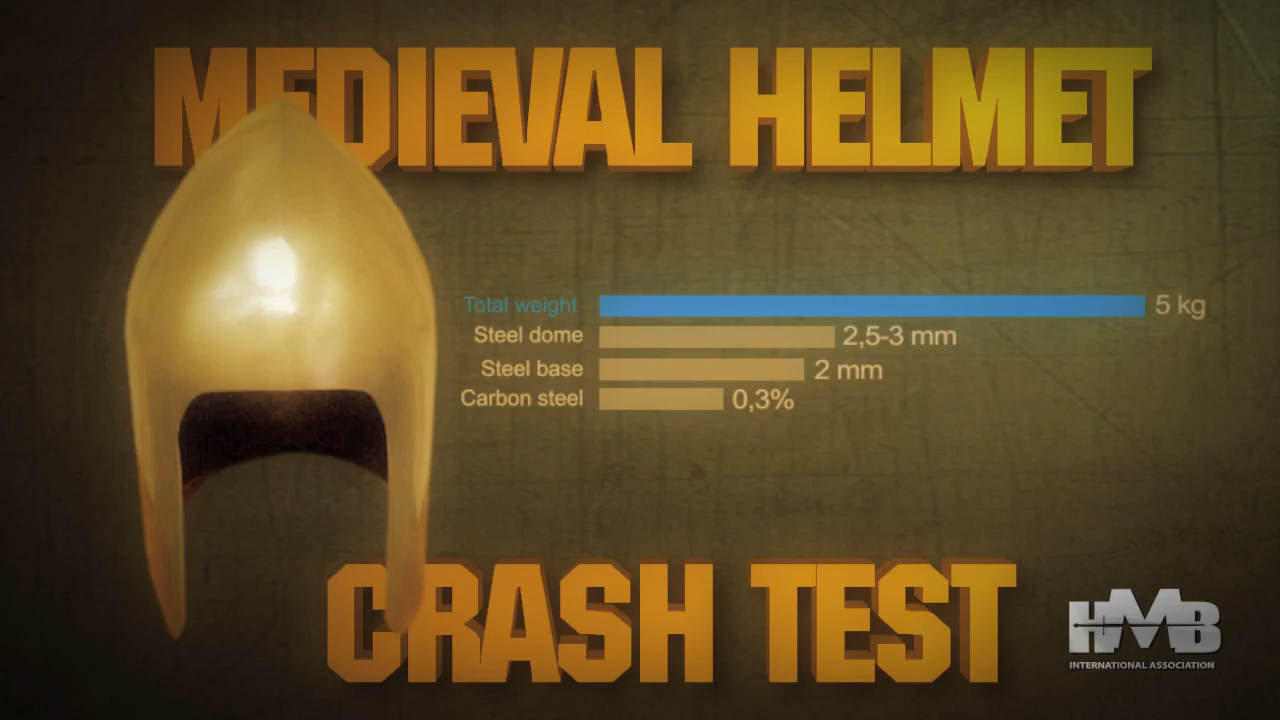 MEDIEVAL HELMET
Total weight 5 kg
Steel dome 2,5-3 mm
Steel base 2 mm
Carbon steel 0,3%
CRASH TEST
HMB
INTERNATIONAL ASSOCIATION